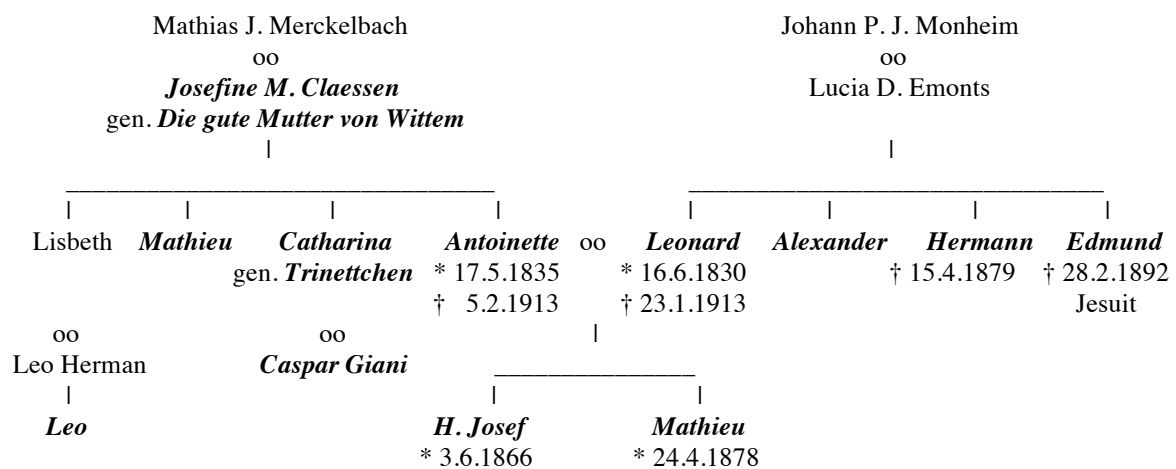 Mathias J. Merckelbach Johann P. J. Monheim
oo oo
Josefine M. Claessen Lucia D. Emonts
gen. Die gute Mutter von Wittem
Lisbeth Mathieu Catharina Antoinette oo Leonard Alexander Hermann Edmund
gen. Trinettchen * 17.5.1835 * 16.6.1830 † 15.4.1879 † 28.2.1892
† 5.2.1913 † 23.1.1913 Jesuit
oo oo
Leo Herman Caspar Giani
Leo H. Josef Mathieu
* 3.6.1866 * 24.4.1878